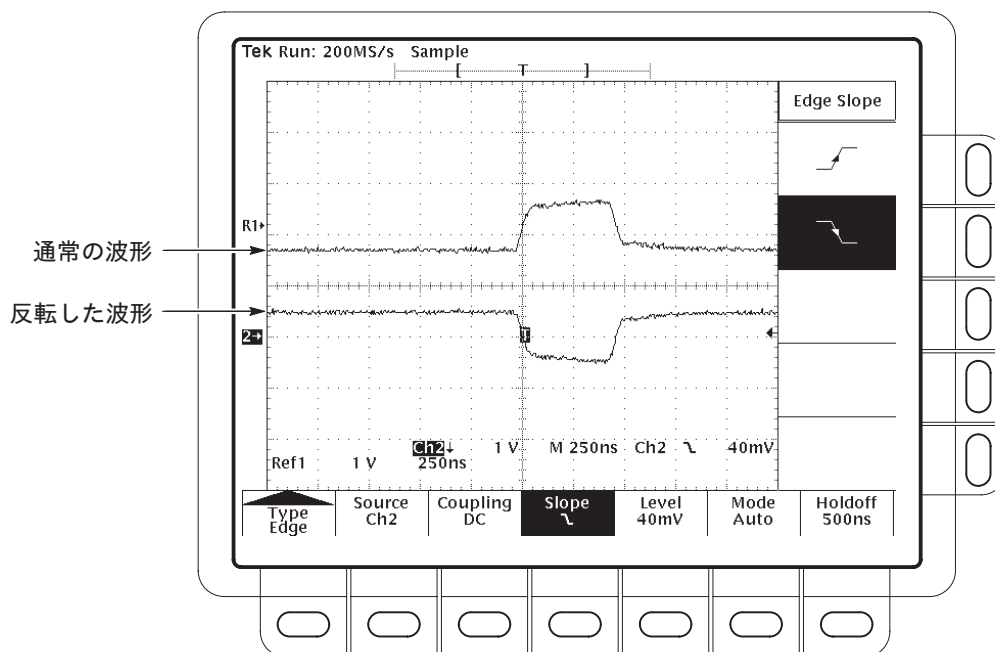 Tek Run: 200MS/s Sample
[ T ]
Edge Slope
R1
通常の波形
反転した波形
2
T
Ch2↓ 1 V M 250ns Ch2 40mV
Ref1 1 V 250ns
Type
Edge
Source
Ch2
Coupling
DC
Slope
Level
40mV
Mode
Auto
Holdoff
500ns